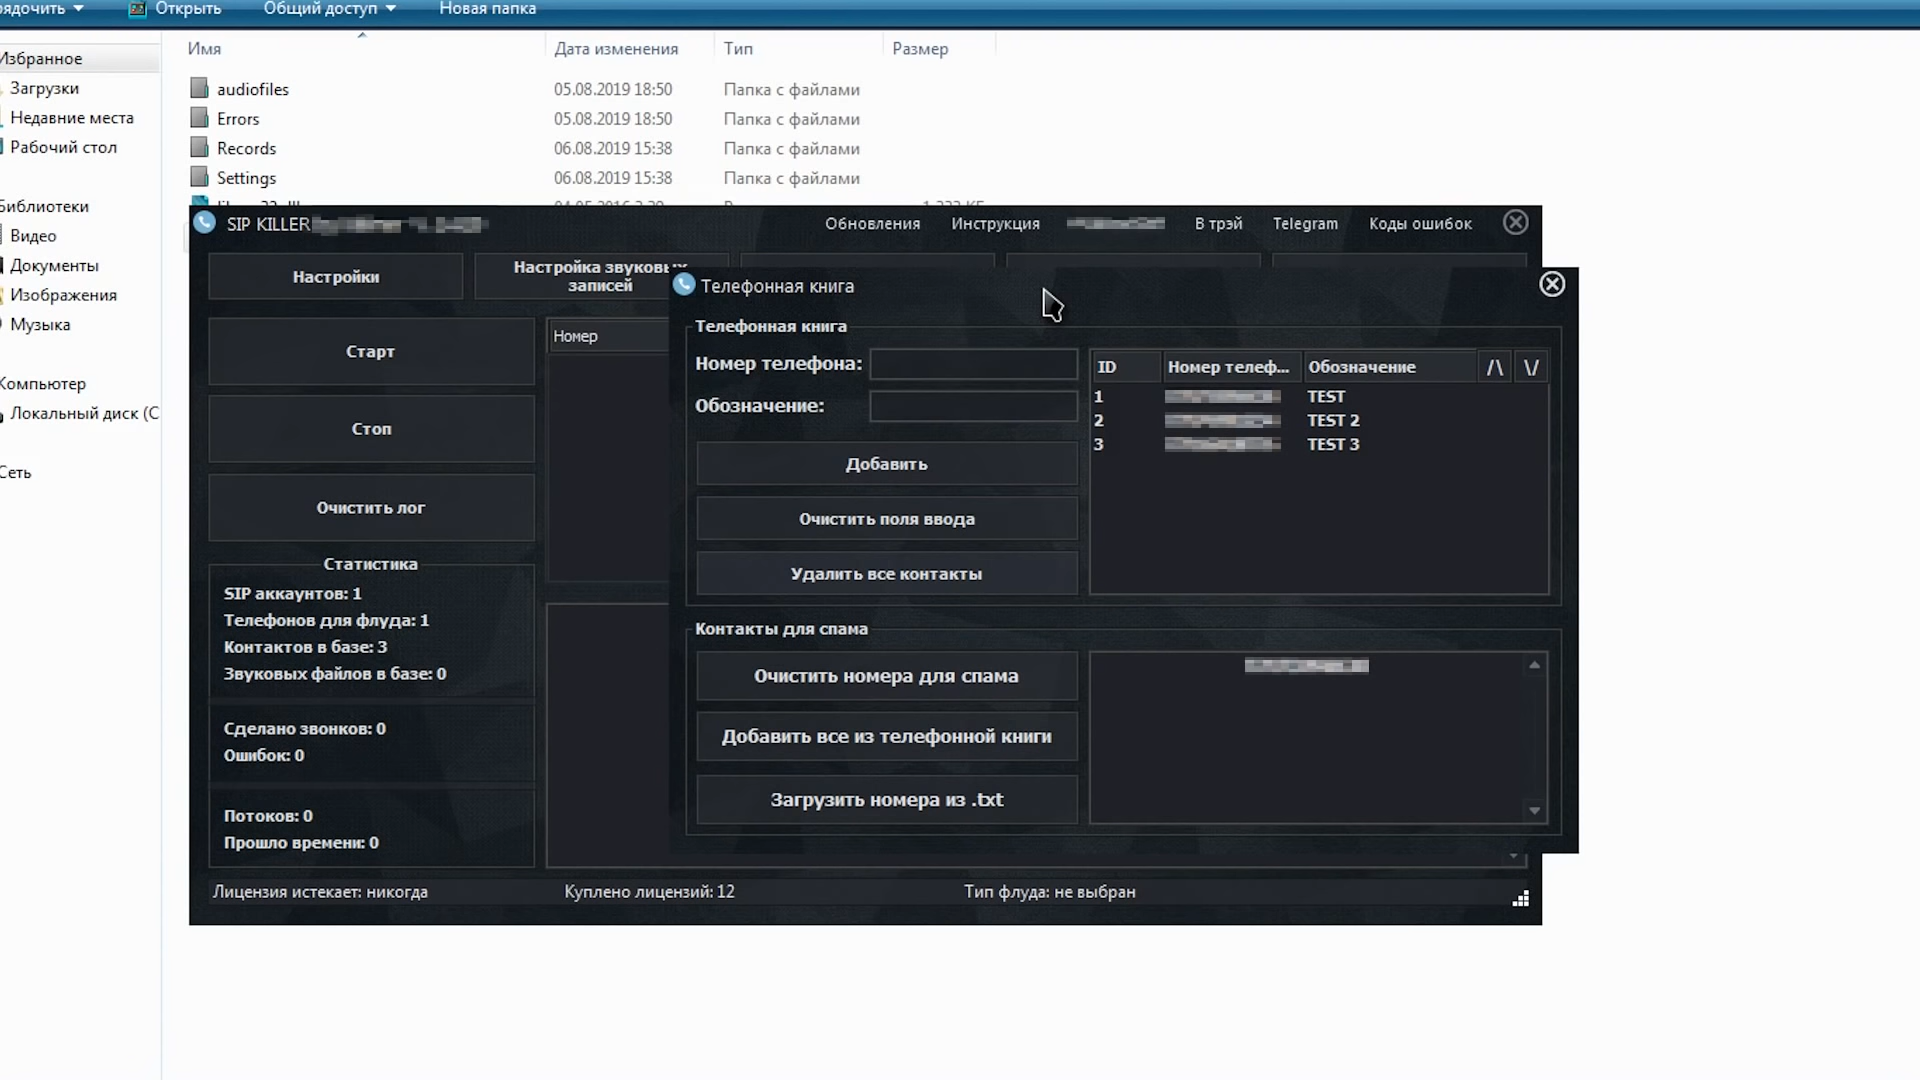 рядочить
Открыть
Общий доступ
Новая папка
Избранное
Загрузки
Недавние места
Рабочий стол
Библиотеки
Видео
Документы
Изображения
Музыка
Компьютер
Локальный диск (C
Сеть
Имя
Дата изменения
Тип
Размер
audiofiles 05.08.2019 18:50 Папка с файлами
Errors 05.08.2019 18:50 Папка с файлами
Records 06.08.2019 15:38 Папка с файлами
Settings 06.08.2019 15:38 Папка с файлами
SIP KILLER
Обновления
Инструкция
В трэй
Telegram
Коды ошибок
Настройки
Настройка звуковых
записей
Старт
Стоп
Очистить лог
Статистика
SIP аккаунтов: 1
Телефонов для флуда: 1
Контактов в базе: 3
Звуковых файлов в базе: 0
Сделано звонков: 0
Ошибок: 0
Потоков: 0
Прошло времени: 0
Номер
Телефонная книга
Телефонная книга
Номер телефона:
Обозначение:
Добавить
Очистить поля ввода
Удалить все контакты
ID Номер телеф... Обозначение /\ \/
1 TEST
2 TEST 2
3 TEST 3
Контакты для спама
Очистить номера для спама
Добавить все из телефонной книги
Загрузить номера из .txt
Лицензия истекает: никогда
Куплено лицензий: 12
Тип флуда: не выбран